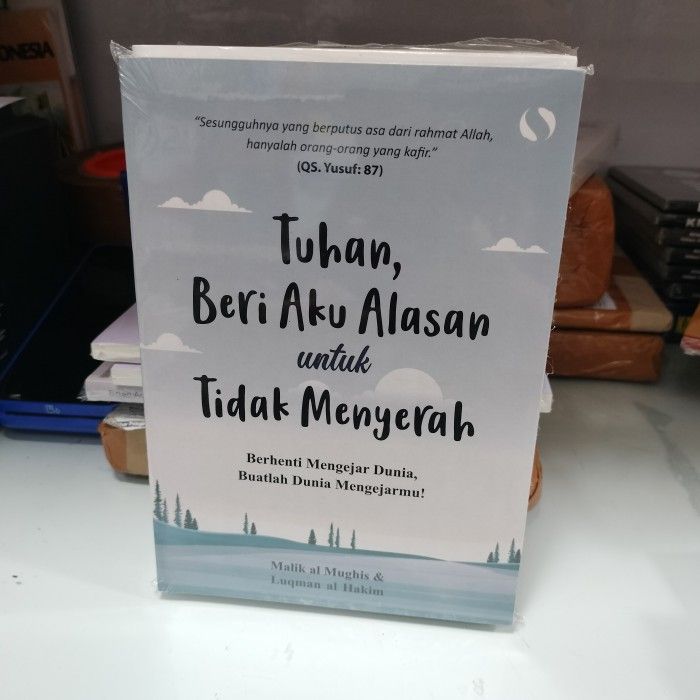 “Sesungguhnya yang berputus asa dari rahmat Allah,
hanyalah orang-orang yang kafir.”
(QS. Yusuf: 87)
Tuhan,
Beri Aku Alasan
untuk
Tidak Menyerah
Berhenti Mengejar Dunia,
Buatlah Dunia Mengejarmu!
Malik al Mughis &
Luqman al Hakim